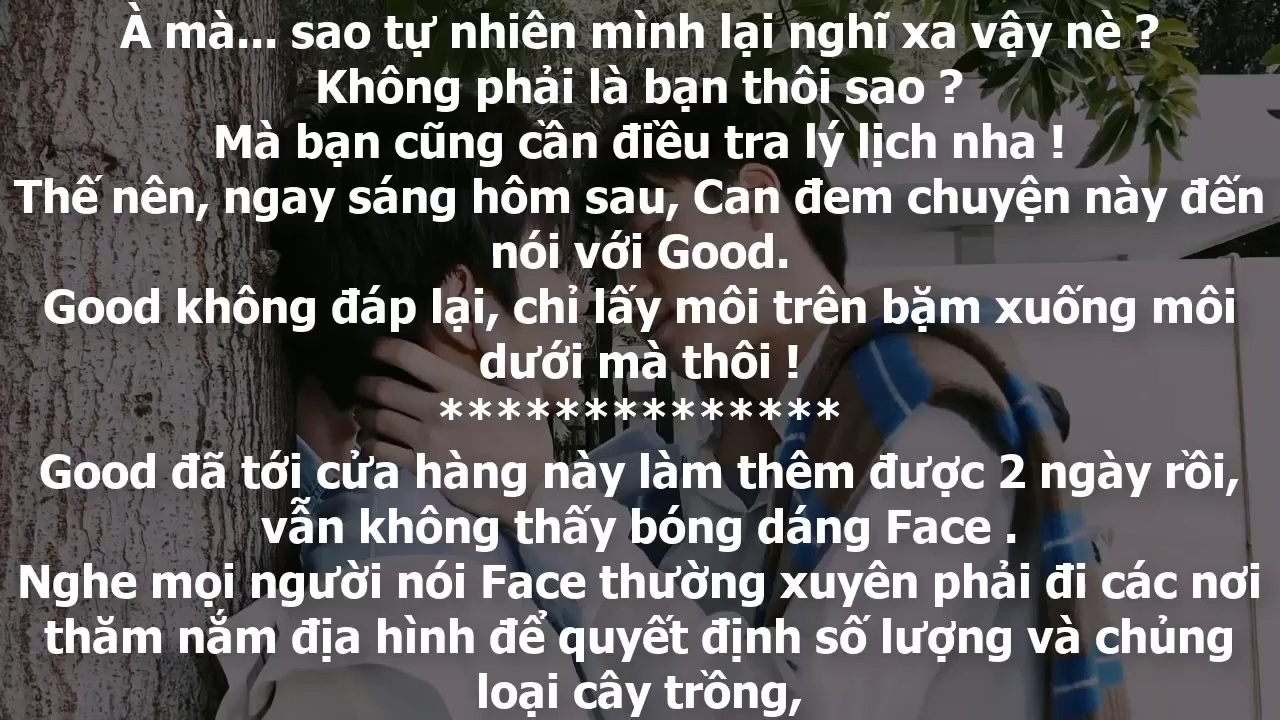 À mà... sao tự nhiên mình lại nghĩ xa vậy nè ?
Không phải là bạn thôi sao ?
Mà bạn cũng cần điều tra lý lịch nha !
Thế nên, ngay sáng hôm sau, Can đem chuyện này đến
nói với Good.
Good không đáp lại, chỉ lấy môi trên bặm xuống môi
dưới mà thôi !
**************
Good đã tới cửa hàng này làm thêm được 2 ngày rồi,
vẫn không thấy bóng dáng Face .
Nghe mọi người nói Face thường xuyên phải đi các nơi
thăm nắm địa hình để quyết định số lượng và chủng
loại cây trồng,